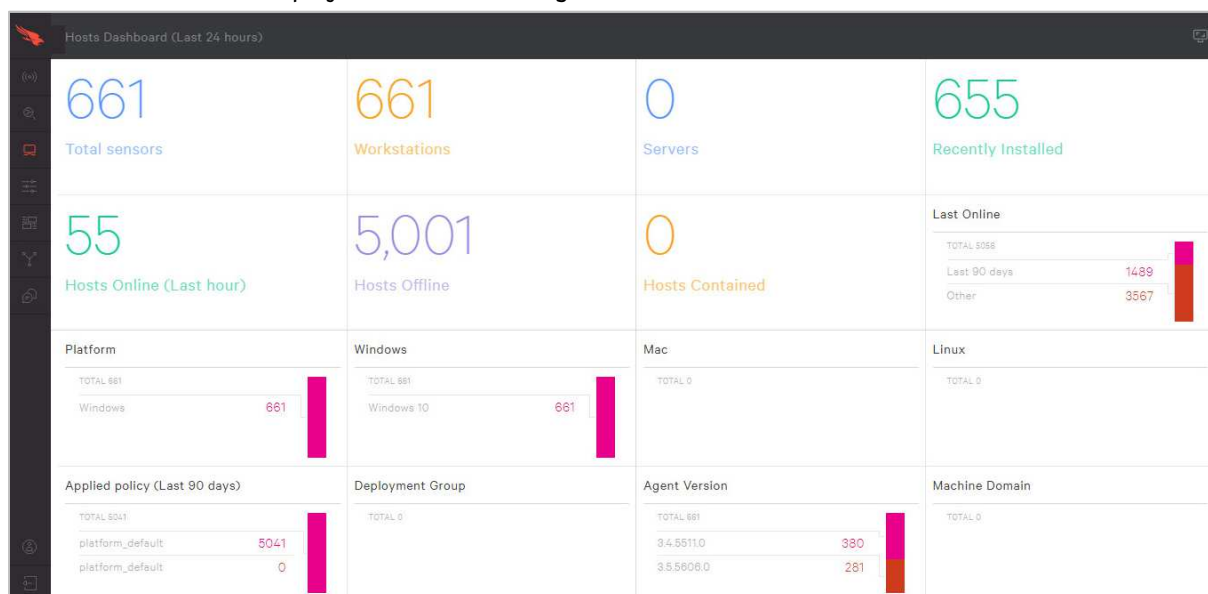 Hosts Dashboard (Last 24 hours)
661
Total sensors
661
Workstations
0
Servers
655
Recently Installed
55
Hosts Online (Last hour)
5,001
Hosts Offline
0
Hosts Contained
Last Online
TOTAL 5056
Last 90 days 1489
Other 3567
Platform
TOTAL 661
Windows 661
Windows
TOTAL 661
Windows 10 661
Mac
TOTAL 0
Linux
TOTAL 0
Applied policy (Last 90 days)
TOTAL 5041
platform_default 5041
platform_default 0
Deployment Group
TOTAL 0
Agent Version
TOTAL 661
3.4.5511.0 380
3.5.5606.0 281
Machine Domain
TOTAL 0